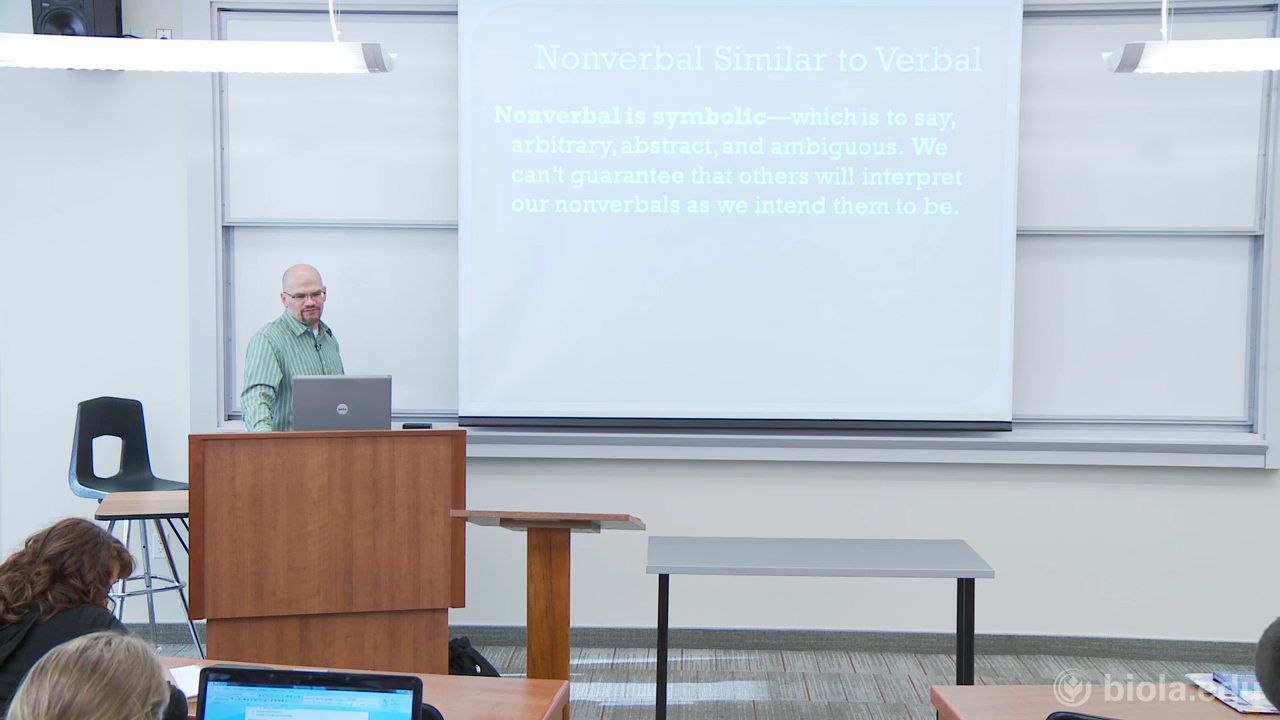 Nonverbal Similar to Verbal
Nonverbal is symbolic—which is to say,
arbitrary, abstract, and ambiguous. We
can't guarantee that others will interpret
our nonverbals as we intend them to be.
DELL
biola.edu